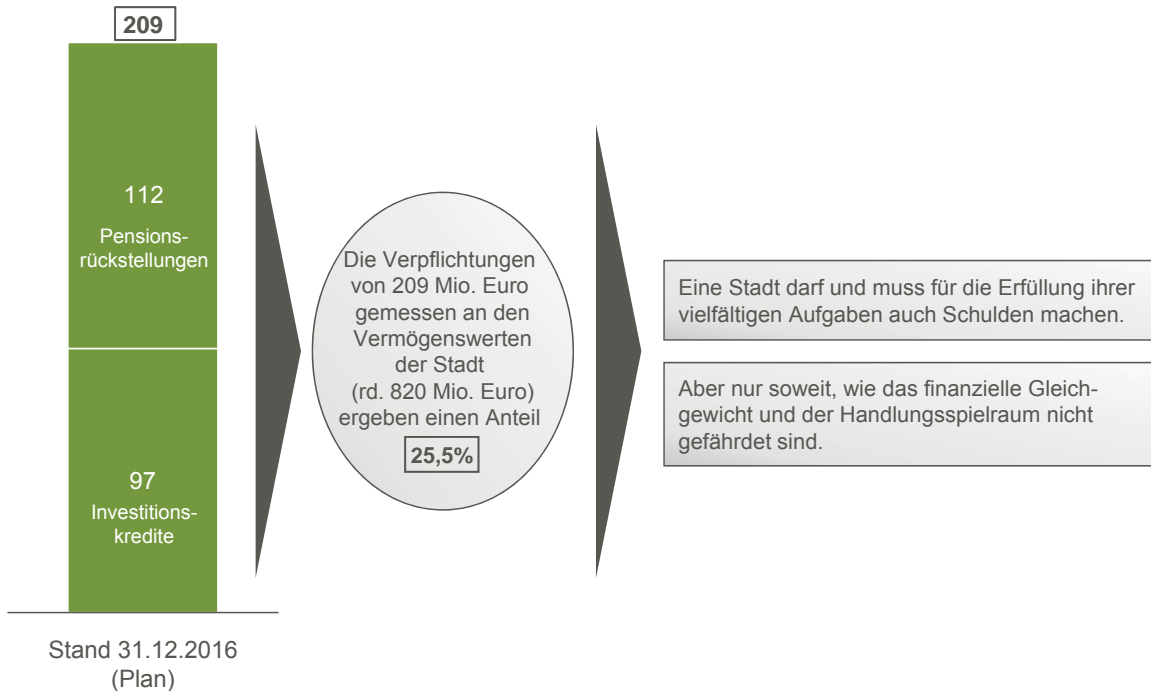 209
112
Pensions-
rückstellungen
97
Investitions-
kredite
Stand 31.12.2016
(Plan)
Die Verpflichtungen
von 209 Mio. Euro
gemessen an den
Vermögenswerten
der Stadt
(rd. 820 Mio. Euro)
ergeben einen Anteil
25,5%
Eine Stadt darf und muss für die Erfüllung ihrer
vielfältigen Aufgaben auch Schulden machen.
Aber nur soweit, wie das finanzielle Gleich-
gewicht und der Handlungsspielraum nicht
gefährdet sind.